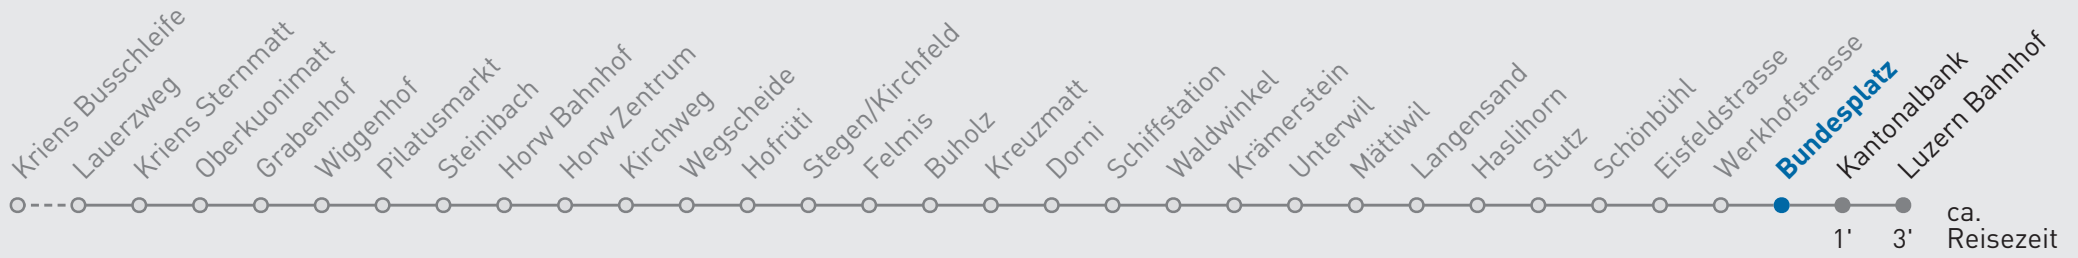 Kriens Busschleife
Lauerzweg
Kriens Sternmatt
Oberkuonimatt
Grabenhof
Wiggenhof
Pilatusmarkt
Steinibach
Horw Bahnhof
Horw Zentrum
Kirchweg
Wegscheide
Hofrüti
Stegen/Kirchfeld
Felmis
Buholz
Kreuzmatt
Dorni
Schiffstation
Waldwinkel
Krämerstein
Unterwil
Mättiwil
Langensand
Haslihorn
Stutz
Schönbühl
Eisfeldstrasse
Werkhofstrasse
Bundesplatz
Kantonalbank
Luzern Bahnhof
ca.
1' 3' Reisezeit